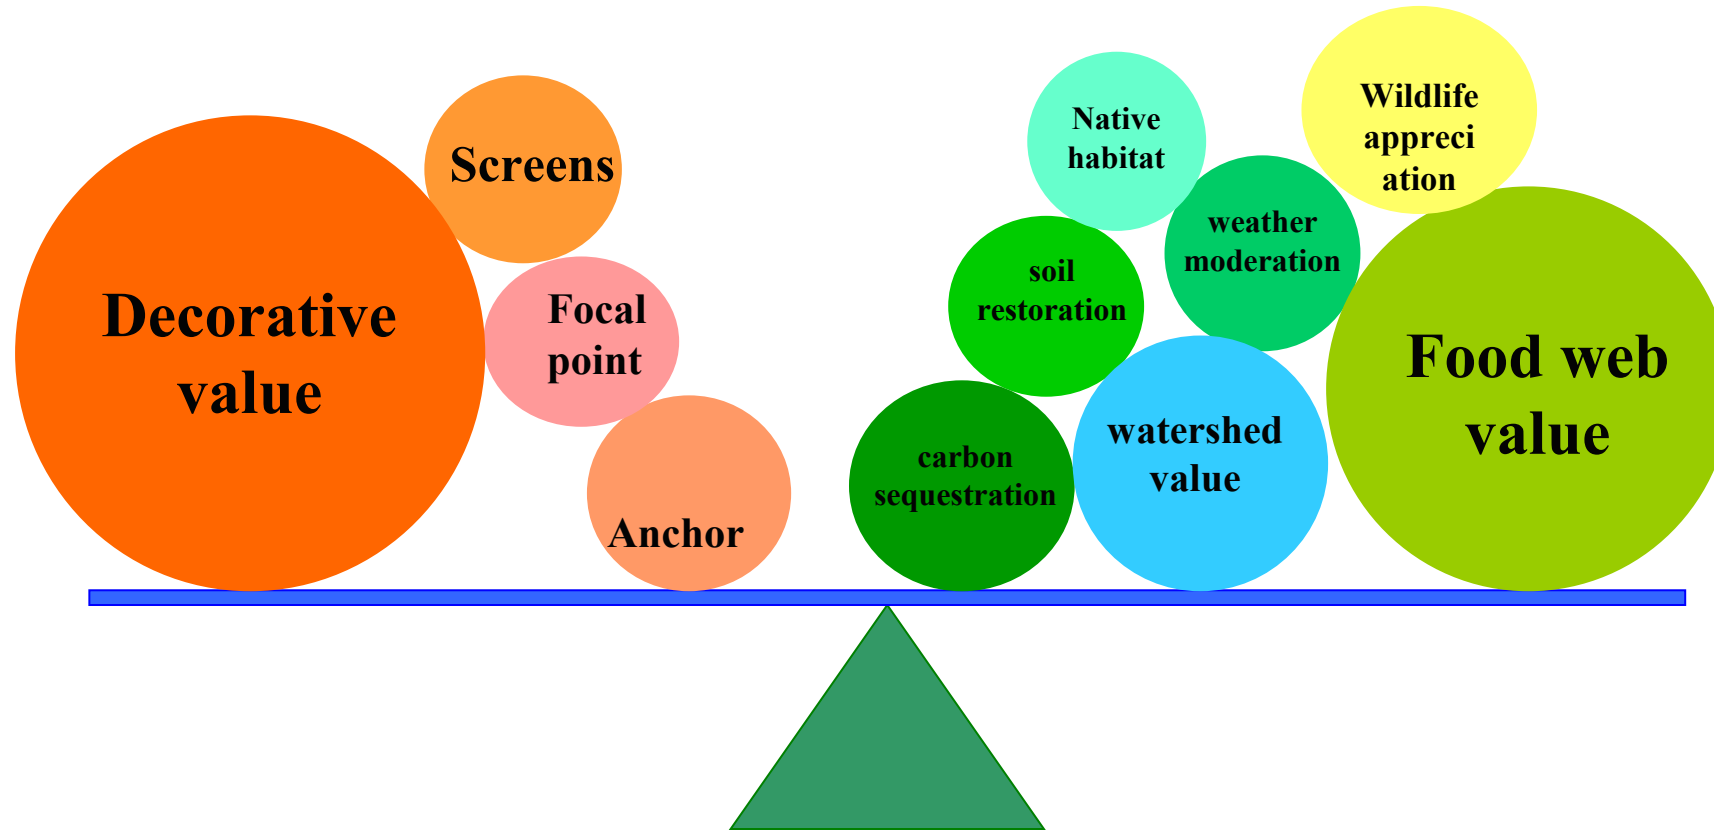 Decorative
value
Screens
Focal
point
Anchor
Native
habitat
Wildlife
appreci
ation
weather
moderation
soil
restoration
carbon
sequestration
watershed
value
Food web
value